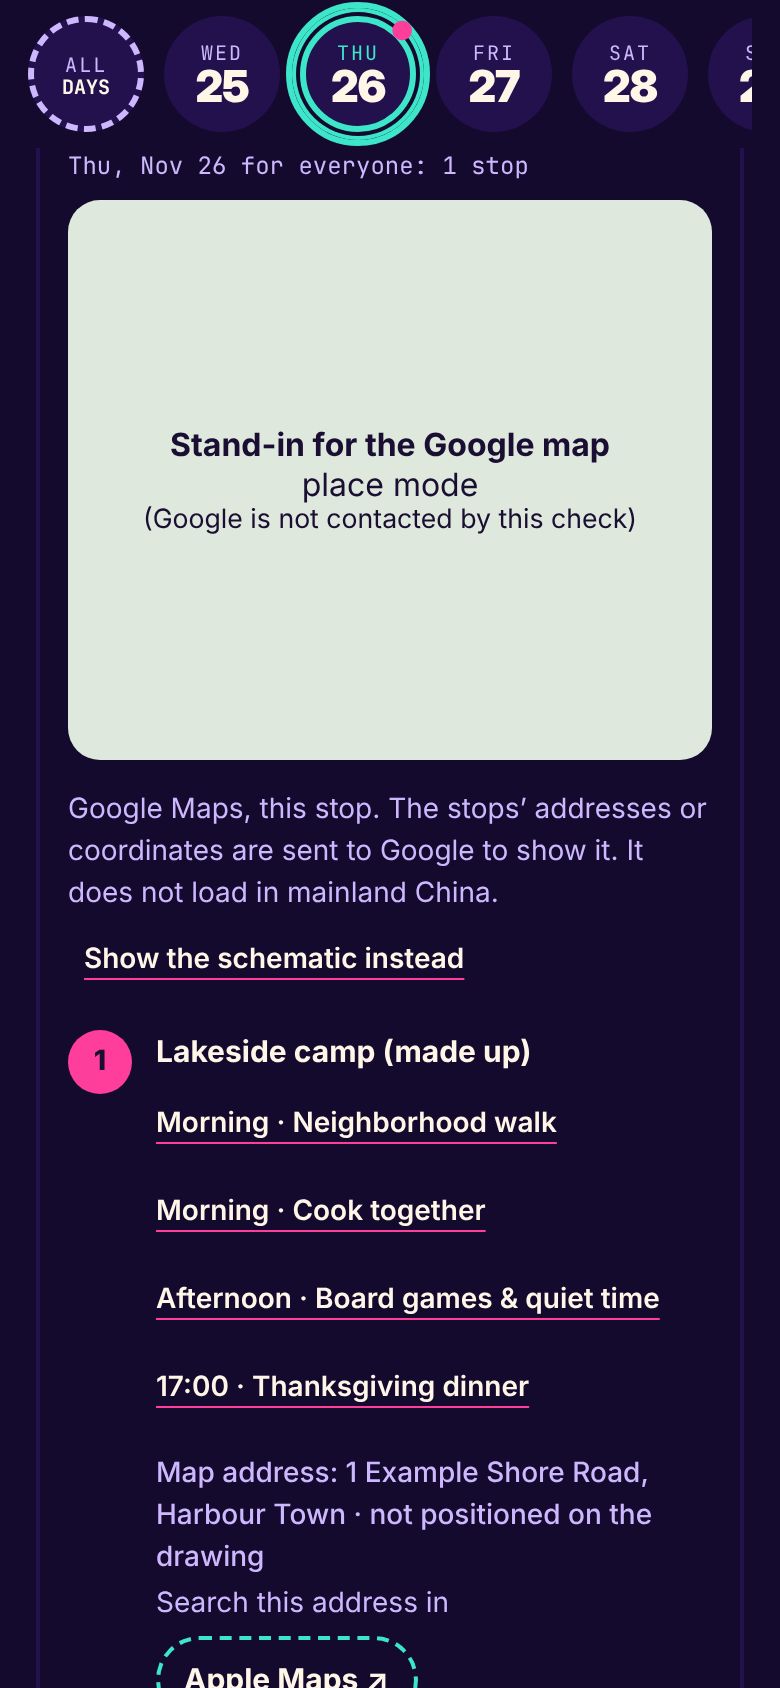 ALL
DAYS
WED
25
THU
26
FRI
27
SAT
28
Thu, Nov 26 for everyone: 1 stop
Stand-in for the Google map
place mode
(Google is not contacted by this check)
Google Maps, this stop. The stops’ addresses or
coordinates are sent to Google to show it. It
does not load in mainland China.
Show the schematic instead
1
Lakeside camp (made up)
Morning · Neighborhood walk
Morning · Cook together
Afternoon · Board games & quiet time
17:00 · Thanksgiving dinner
Map address: 1 Example Shore Road,
Harbour Town · not positioned on the
drawing
Search this address in
Apple Maps ↗